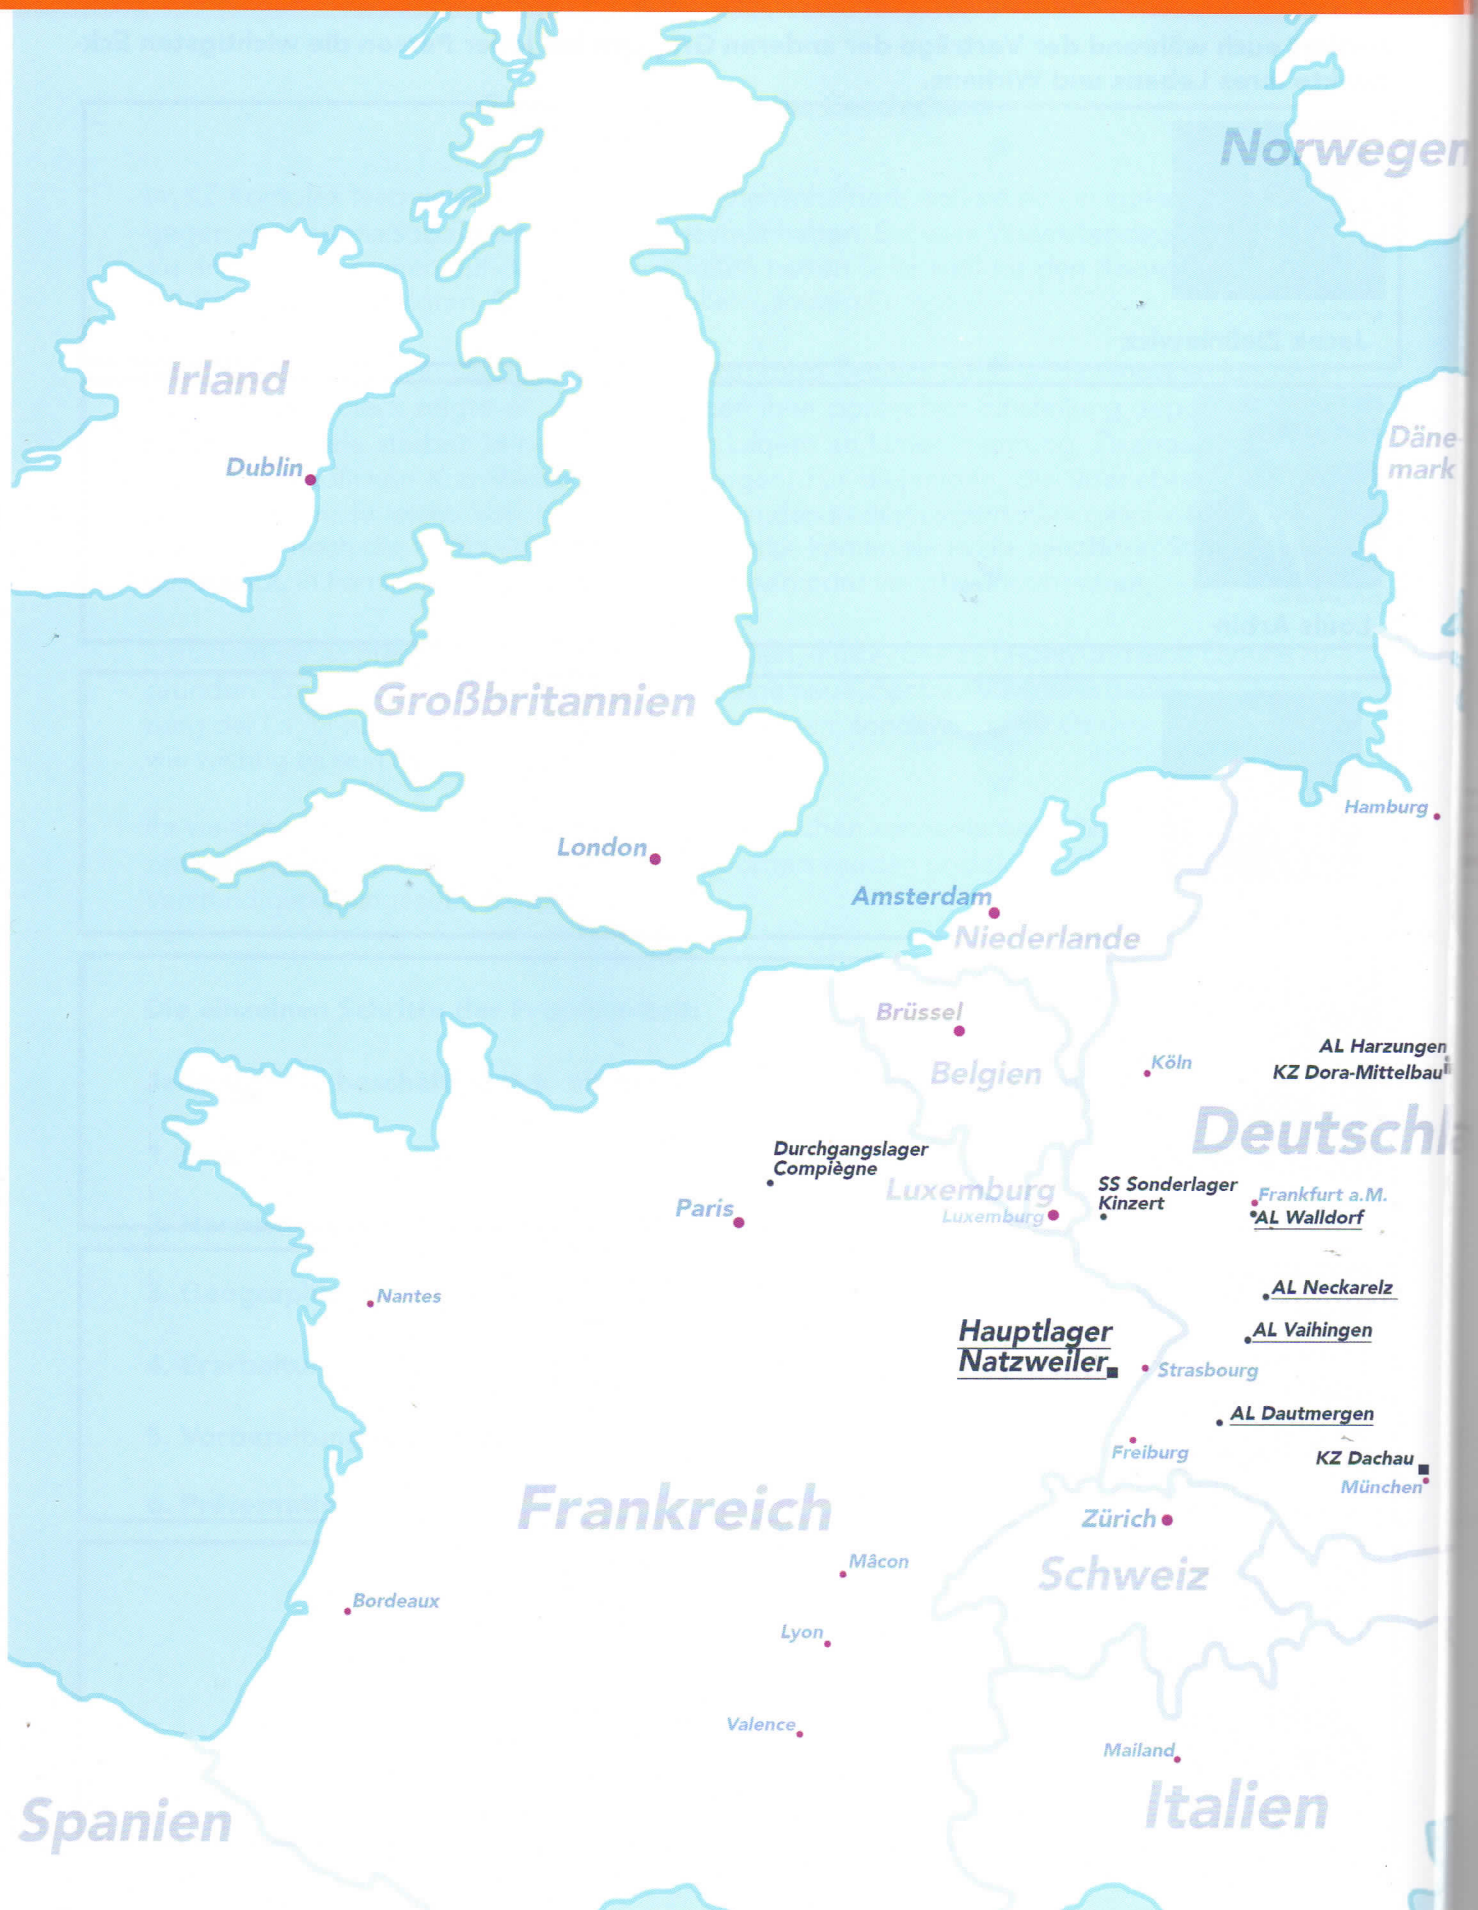 Norwegen
Irland
Däne-
mark
Dublin
Großbritannien
Hamburg
London
Amsterdam
Niederlande
Brüssel
AL Harzungen
Köln
KZ Dora-Mittelbau
Belgien
Deutschla
Durchgangslager
Compiègne
SS Sonderlager
Kinzert
Luxemburg
Luxemburg
Frankfurt a.M.
AL Walldorf
Paris
Nantes
AL Neckarelz
Hauptlager
Natzweiler
AL Vaihingen
Strasbourg
AL Dautmergen
Freiburg
KZ Dachau
München
Frankreich
Zürich
Schweiz
Mâcon
Bordeaux
Lyon
Valence
Mailand
Italien
Spanien